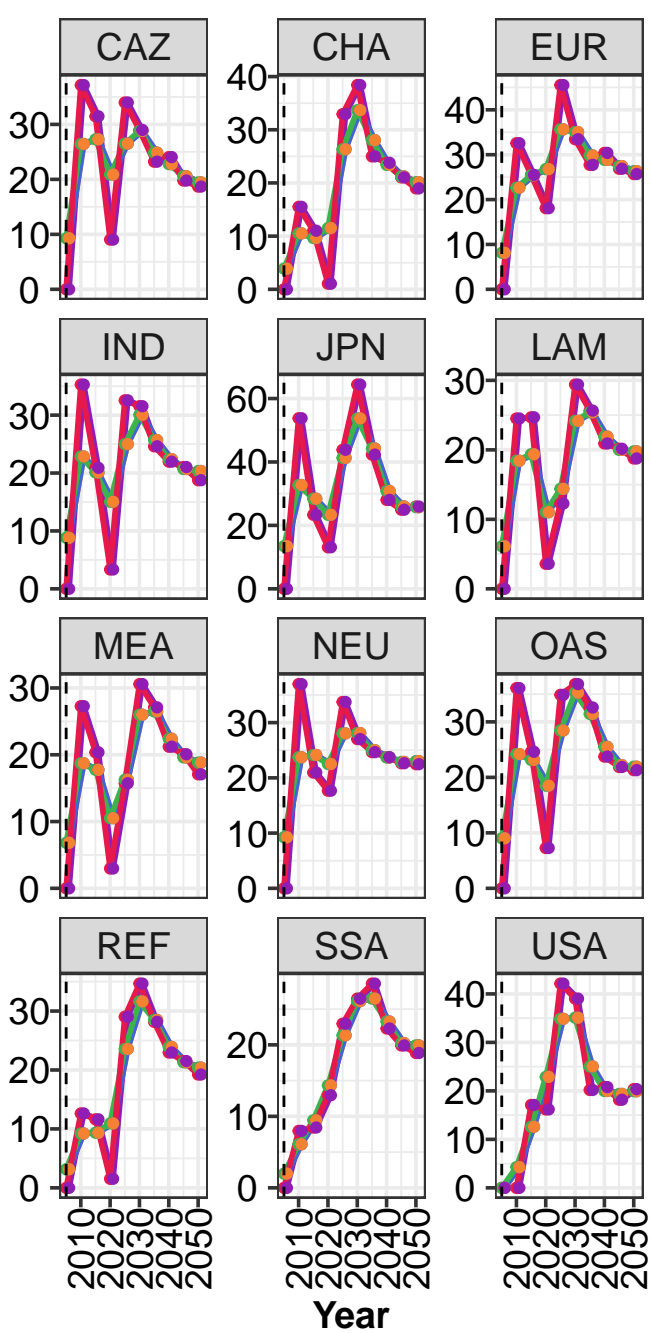 CAZ CHA EUR
40
30 30 40
20 20 30
20
10 10 10
0 0 0
IND JPN LAM
30 60 30
20 40 20
10 20 10
0 0 0
MEA NEU OAS
30 30 30
20 20 20
10 10 10
0 0 0
REF SSA USA
30 20 40
20 30
20
10 10 10
0 0 0
2010 2020 2030 2040 2050 2010 2020 2030 2040 2050 2010 2020 2030 2040 2050
Year